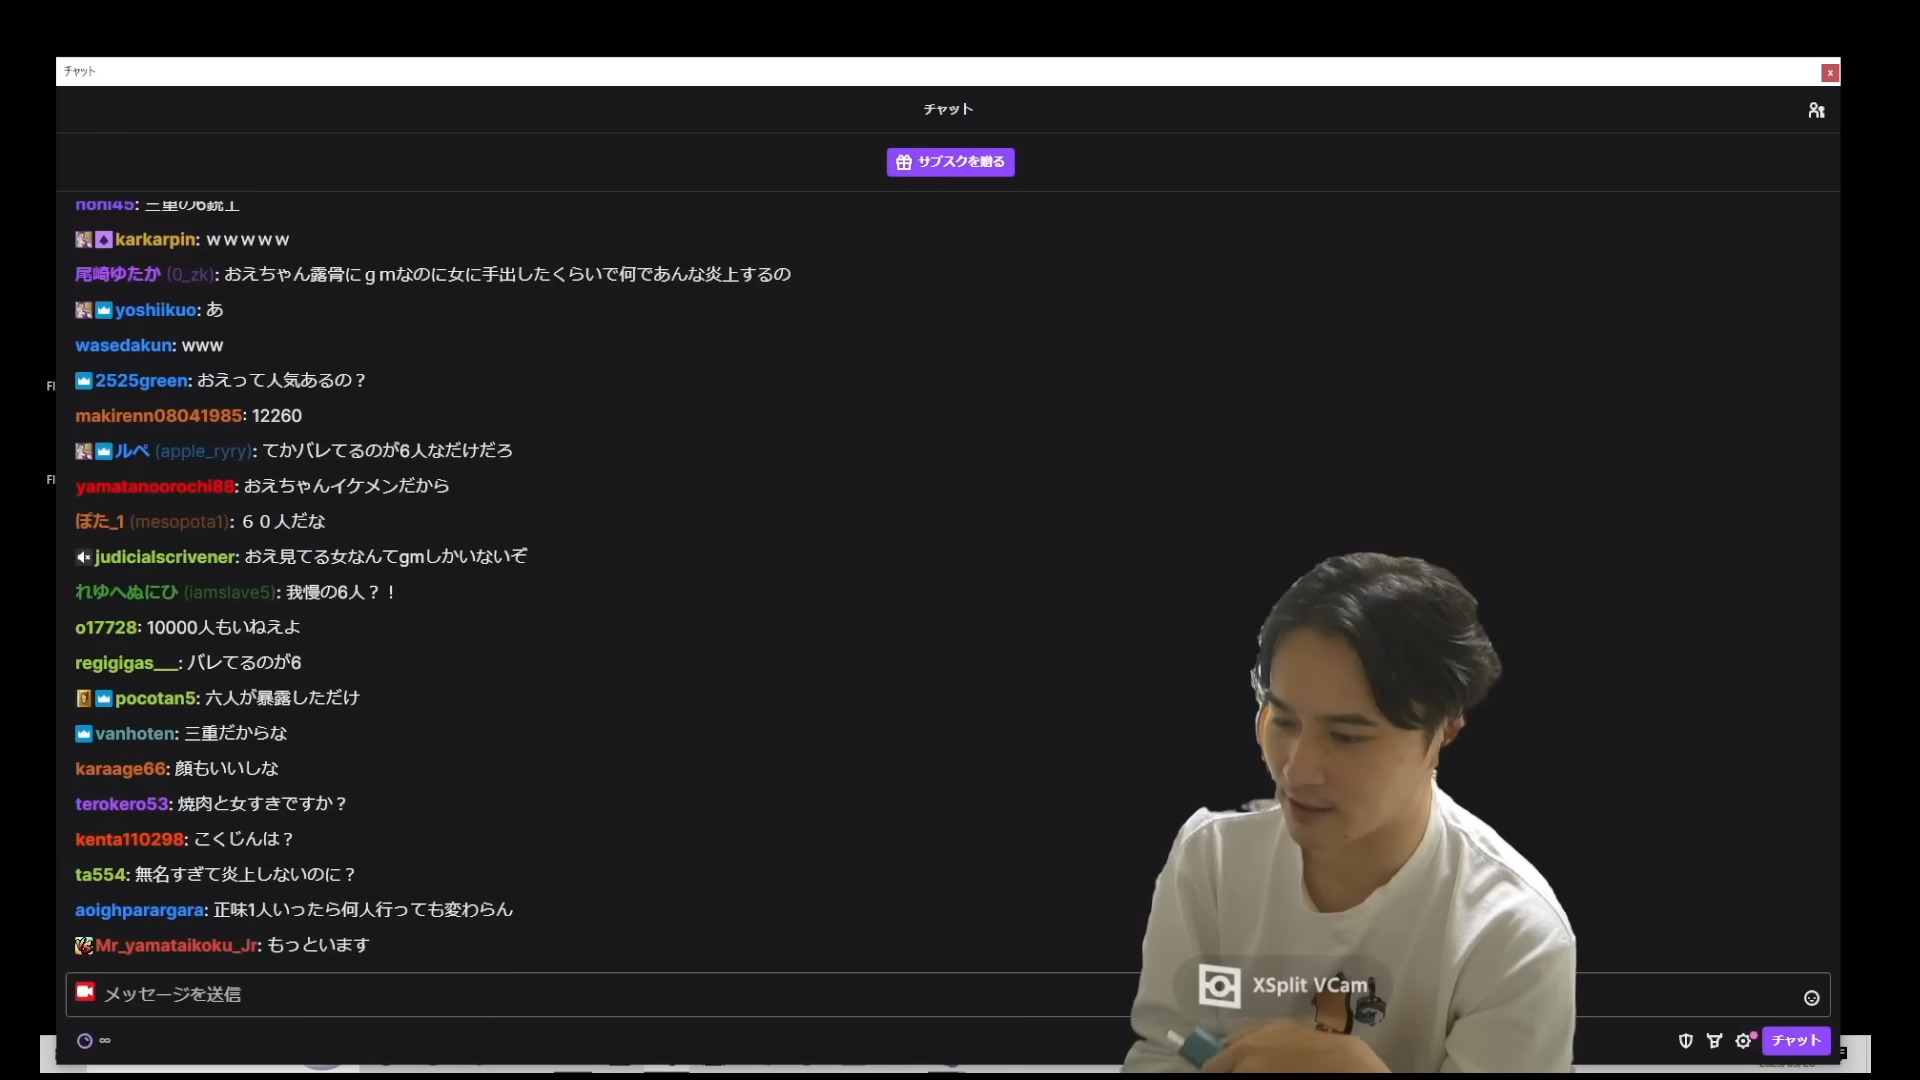 チャット
チャット
サブスクを贈る
noni45: 三重の6銃士
karkarpin: ｗｗｗｗｗ
尾崎ゆたか (0_zk): おえちゃん露骨にｇｍなのに女に手出したくらいで何であんな炎上するの
yoshiikuo: あ
wasedakun: www
2525green: おえって人気あるの？
makirenn08041985: 12260
ルペ (apple_ryry): てかバレてるのが6人なだけだろ
yamatanoorochi88: おえちゃんイケメンだから
ぽた_1 (mesopota1): ６０人だな
judicialscrivener: おえ見てる女なんてgmしかいないぞ
れゆへぬにひ (iamslave5): 我慢の6人？！
o17728: 10000人もいねえよ
regigigas__: バレてるのが6
pocotan5: 六人が暴露しただけ
vanhoten: 三重だからな
karaage66: 顔もいいしな
terokero53: 焼肉と女すきですか？
kenta110298: こくじんは？
ta554: 無名すぎて炎上しないのに？
aoighparargara: 正味1人いったら何人行っても変わらん
Mr_yamataikoku_Jr: もっといます
XSplit VCam
メッセージを送信
∞
チャット